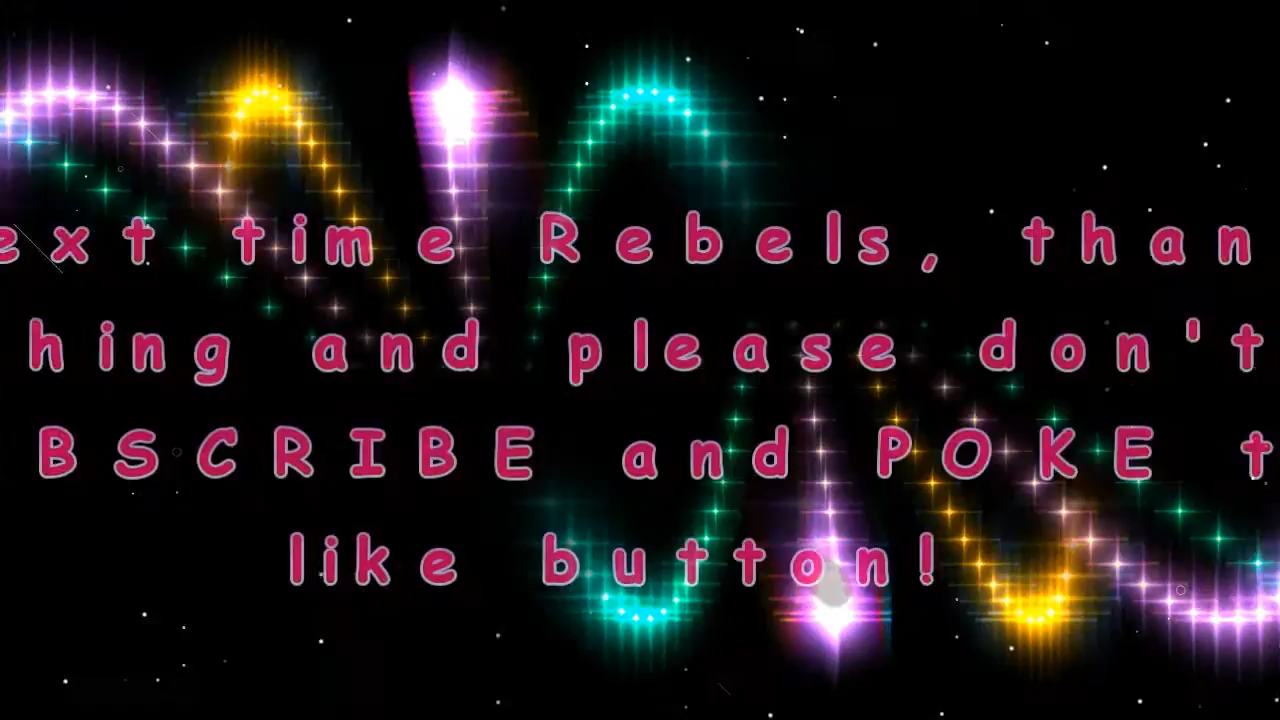 ext time Rebels, than
hing and please don't
BSCRIBE and POKE t
like button!